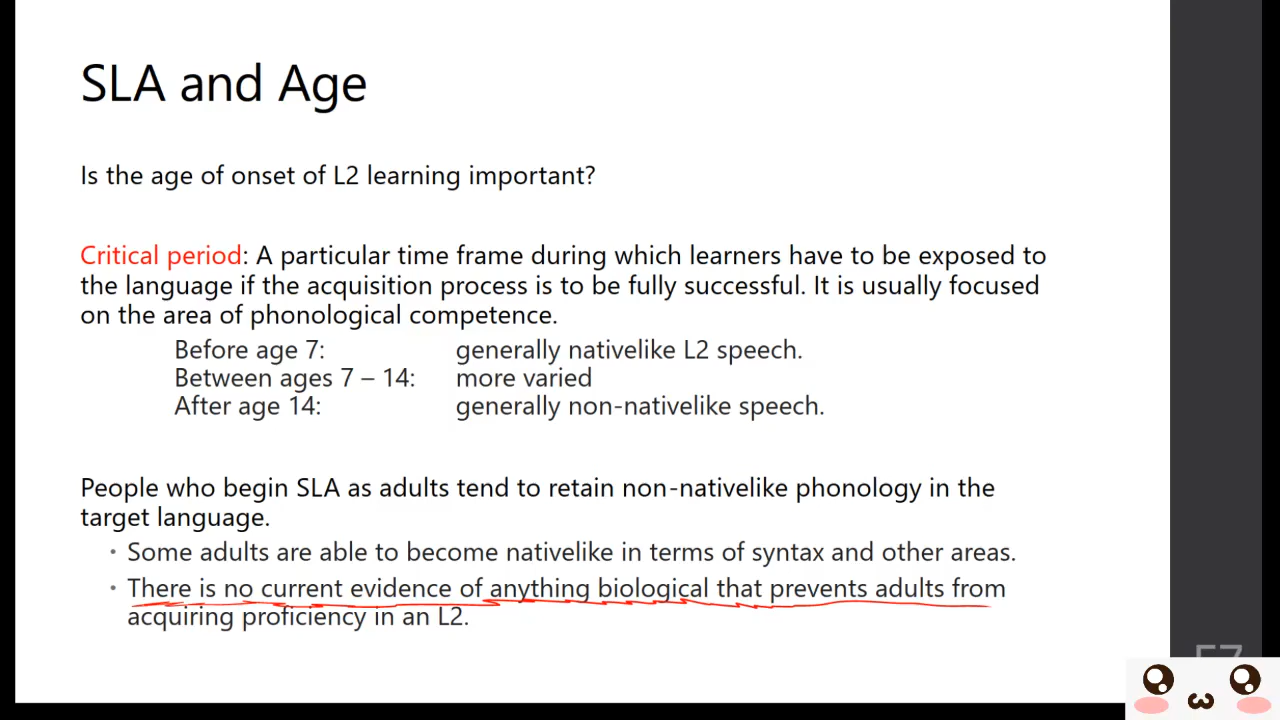 SLA and Age
Is the age of onset of L2 learning important?
Critical period: A particular time frame during which learners have to be exposed to
the language if the acquisition process is to be fully successful. It is usually focused
on the area of phonological competence.
Before age 7: generally nativelike L2 speech.
Between ages 7 – 14: more varied
After age 14: generally non-nativelike speech.
People who begin SLA as adults tend to retain non-nativelike phonology in the
target language.
• Some adults are able to become nativelike in terms of syntax and other areas.
• There is no current evidence of anything biological that prevents adults from
acquiring proficiency in an L2.